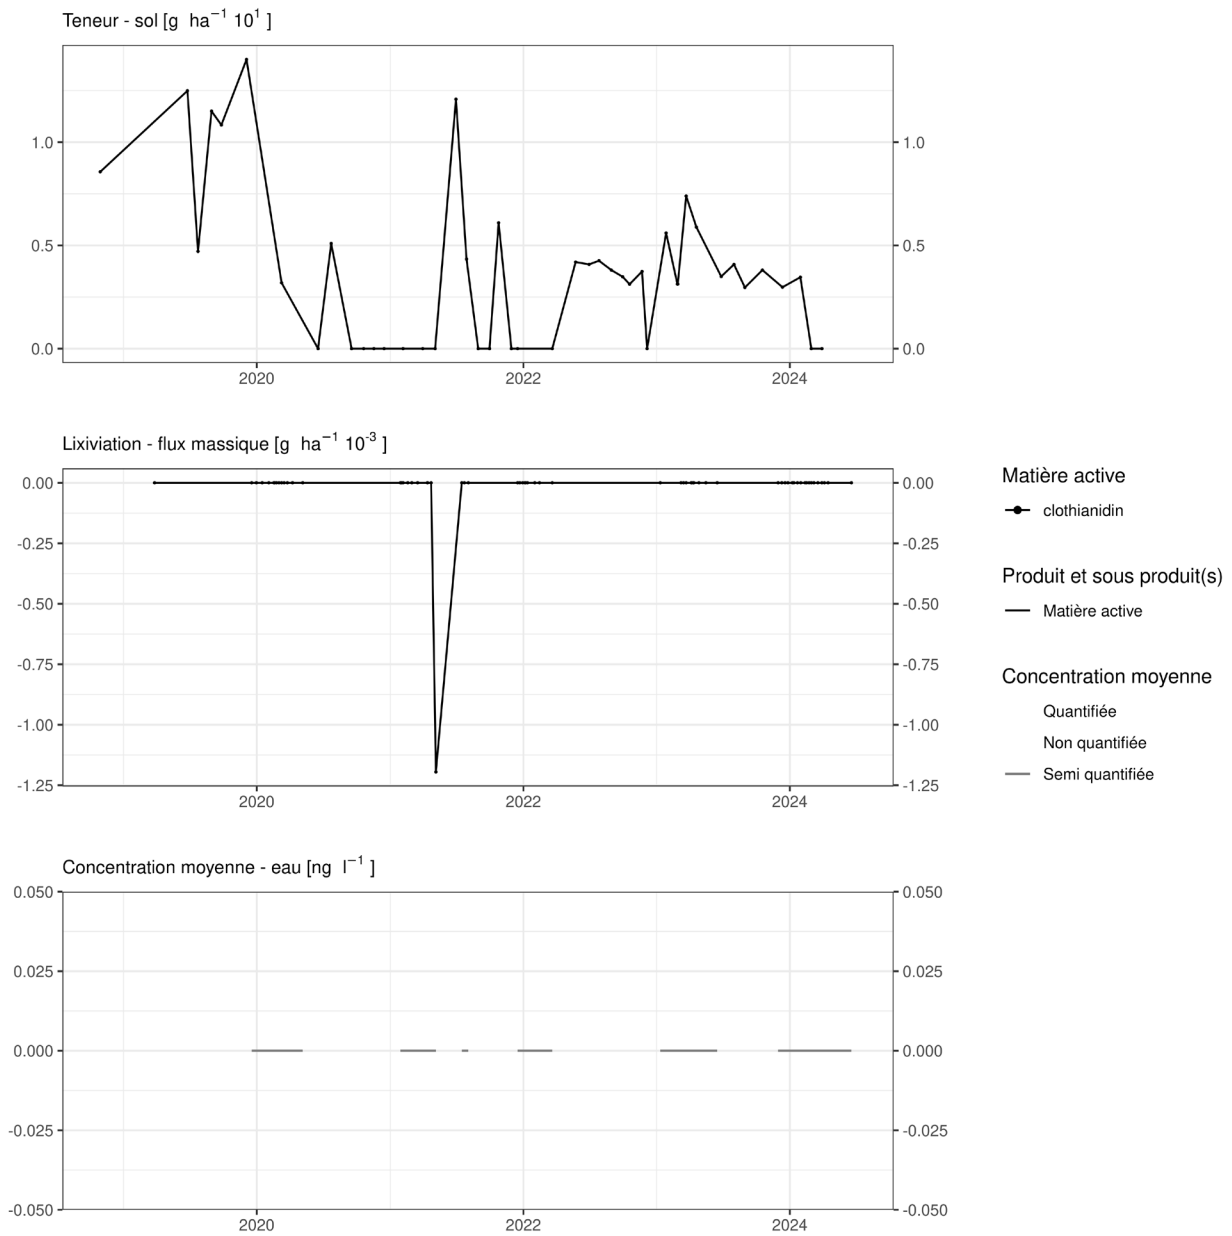 Teneur - sol [g ha⁻¹ 10¹ ]
1.0 1.0
0.5 0.5
0.0 0.0
2020 2022 2024
Lixiviation - flux massique [g ha⁻¹ 10⁻³ ]
0.00 0.00
-0.25 -0.25
-0.50 -0.50
-0.75 -0.75
-1.00 -1.00
-1.25 -1.25
2020 2022 2024
Matière active
clothianidin
Produit et sous produit(s)
Matière active
Concentration moyenne
Quantifiée
Non quantifiée
Semi quantifiée
Concentration moyenne - eau [ng l⁻¹ ]
0.050 0.050
0.025 0.025
0.000 0.000
-0.025 -0.025
-0.050 -0.050
2020 2022 2024